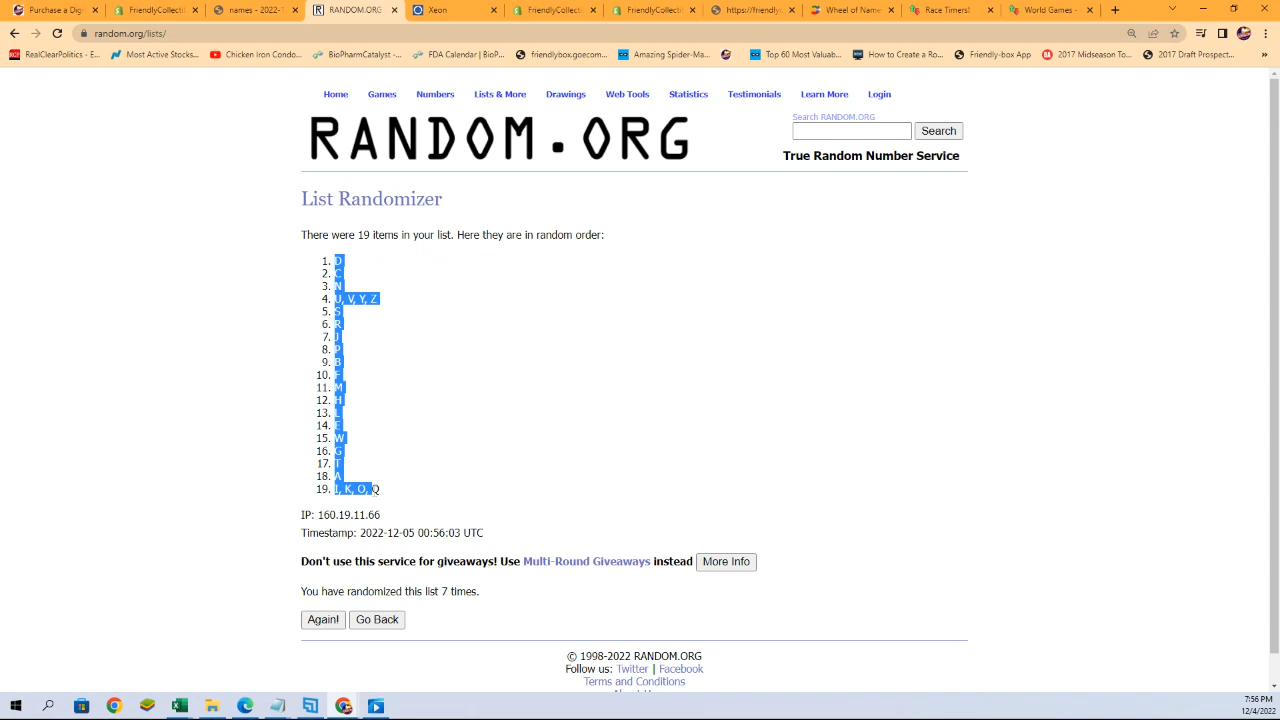 Purchase a Digi
FriendlyCollecti
names - 2022-1
RANDOM.ORG
Xeon
FriendlyCollecti
FriendlyCollecti
https://friendly
Wheel of Name
Race Timers!
World Games -
random.org/lists/
RealClearPolitics - E...
Most Active Stocks...
Chicken Iron Condo...
BioPharmCatalyst -...
FDA Calendar | BioP...
friendlybox.goecom...
Amazing Spider-Ma...
Top 60 Most Valuab...
How to Create a Ro...
Friendly-box App
2017 Midseason To...
2017 Draft Prospect...
Home
Games
Numbers
Lists & More
Drawings
Web Tools
Statistics
Testimonials
Learn More
Login
Search RANDOM.ORG
Search
RANDOM.ORG
True Random Number Service
List Randomizer
There were 19 items in your list. Here they are in random order:
1. D
2. C
3. N
4. U, V, Y, Z
5. S
6. R
7. J
8. P
9. B
10. F
11. M
12. H
13. L
14. E
15. W
16. G
17. T
18. A
19. I, K, O, Q
IP: 160.19.11.66
Timestamp: 2022-12-05 00:56:03 UTC
Don't use this service for giveaways! Use Multi-Round Giveaways instead More Info
You have randomized this list 7 times.
Again! Go Back
© 1998-2022 RANDOM.ORG
Follow us: Twitter | Facebook
Terms and Conditions
7:56 PM
12/4/2022